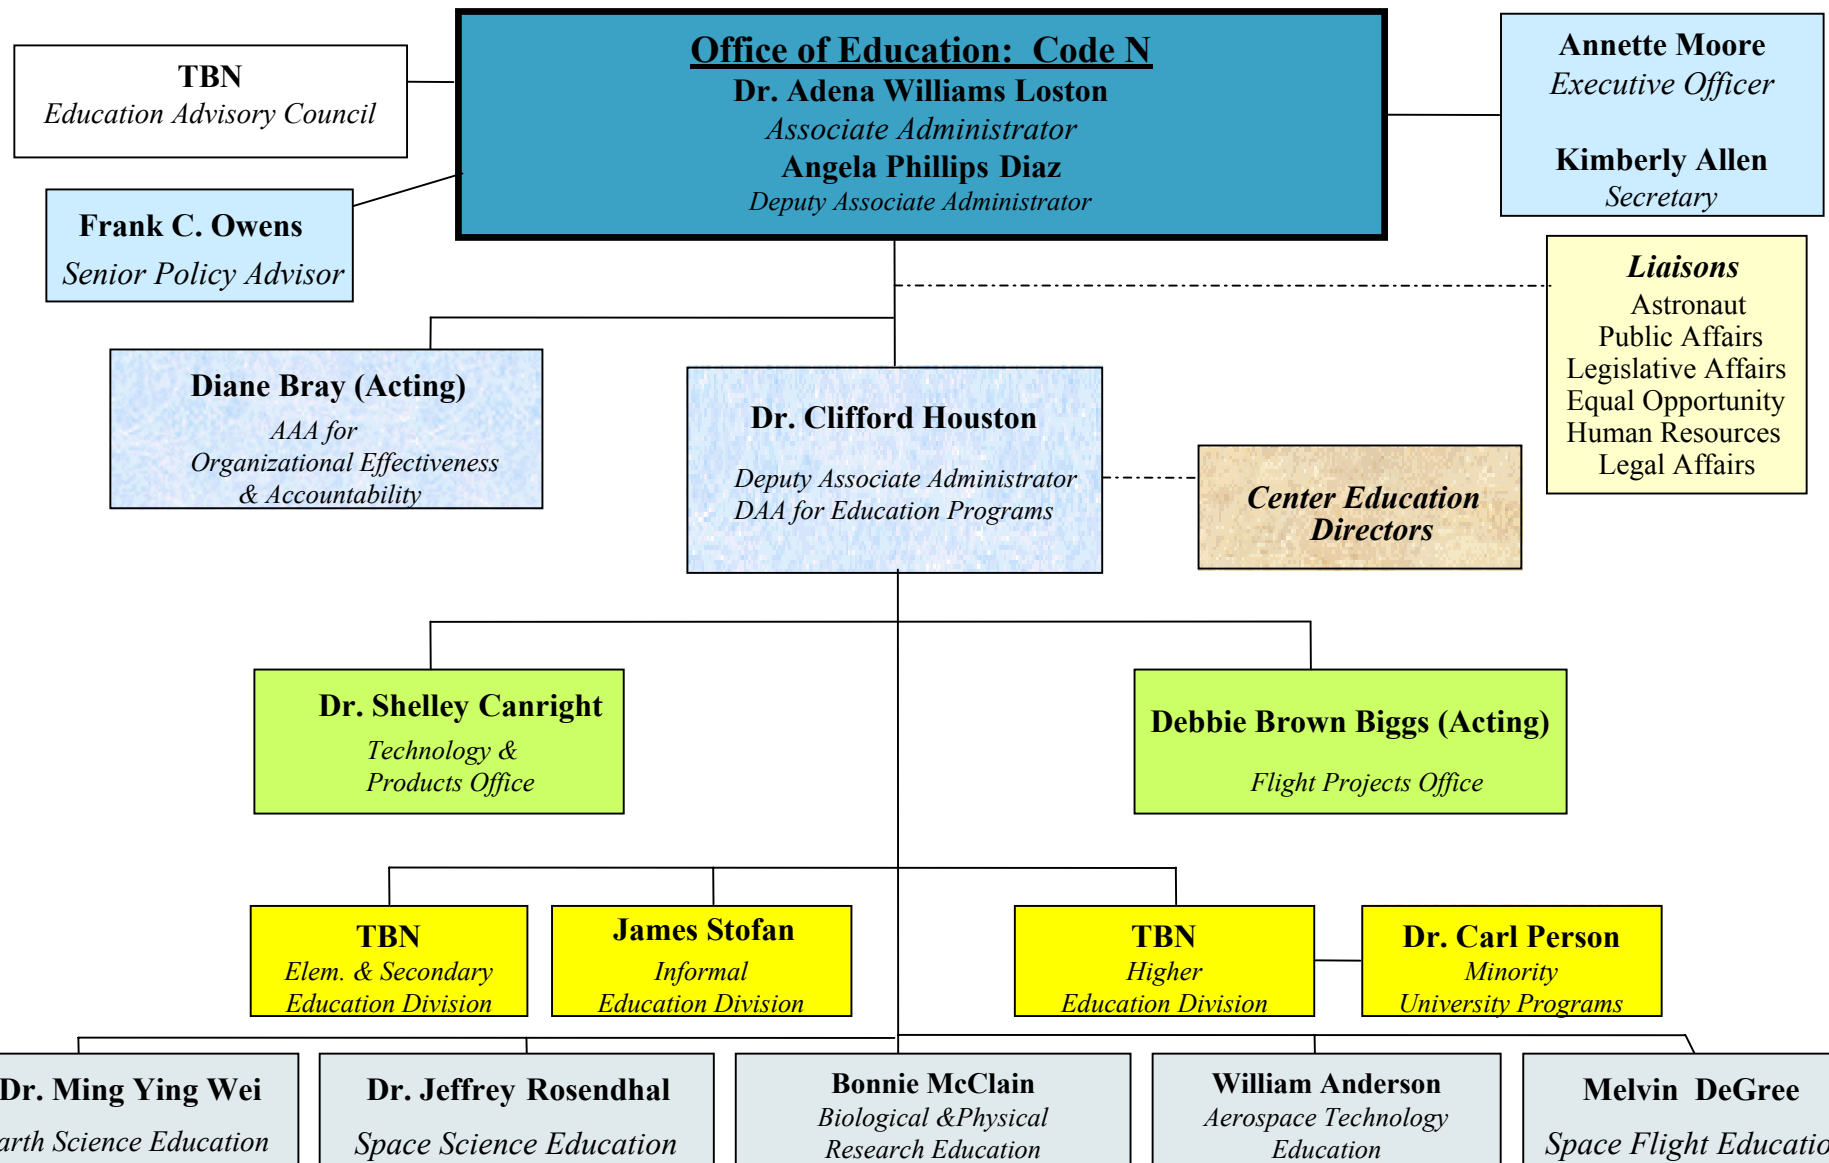 Office of Education: Code N
Dr. Adena Williams Loston
Associate Administrator
Angela Phillips Diaz
Deputy Associate Administrator
TBN
Education Advisory Council
Annette Moore
Executive Officer
Kimberly Allen
Secretary
Frank C. Owens
Senior Policy Advisor
Liaisons
Astronaut
Public Affairs
Legislative Affairs
Equal Opportunity
Human Resources
Legal Affairs
Diane Bray (Acting)
AAA for
Organizational Effectiveness
& Accountability
Dr. Clifford Houston
Deputy Associate Administrator
DAA for Education Programs
Center Education
Directors
Dr. Shelley Canright
Technology &
Products Office
Debbie Brown Biggs (Acting)
Flight Projects Office
TBN
Elem. & Secondary
Education Division
James Stofan
Informal
Education Division
TBN
Higher
Education Division
Dr. Carl Person
Minority
University Programs
Dr. Ming Ying Wei
arth Science Education
Dr. Jeffrey Rosendhal
Space Science Education
Bonnie McClain
Biological &Physical
Research Education
William Anderson
Aerospace Technology
Education
Melvin DeGree
Space Flight Educatio